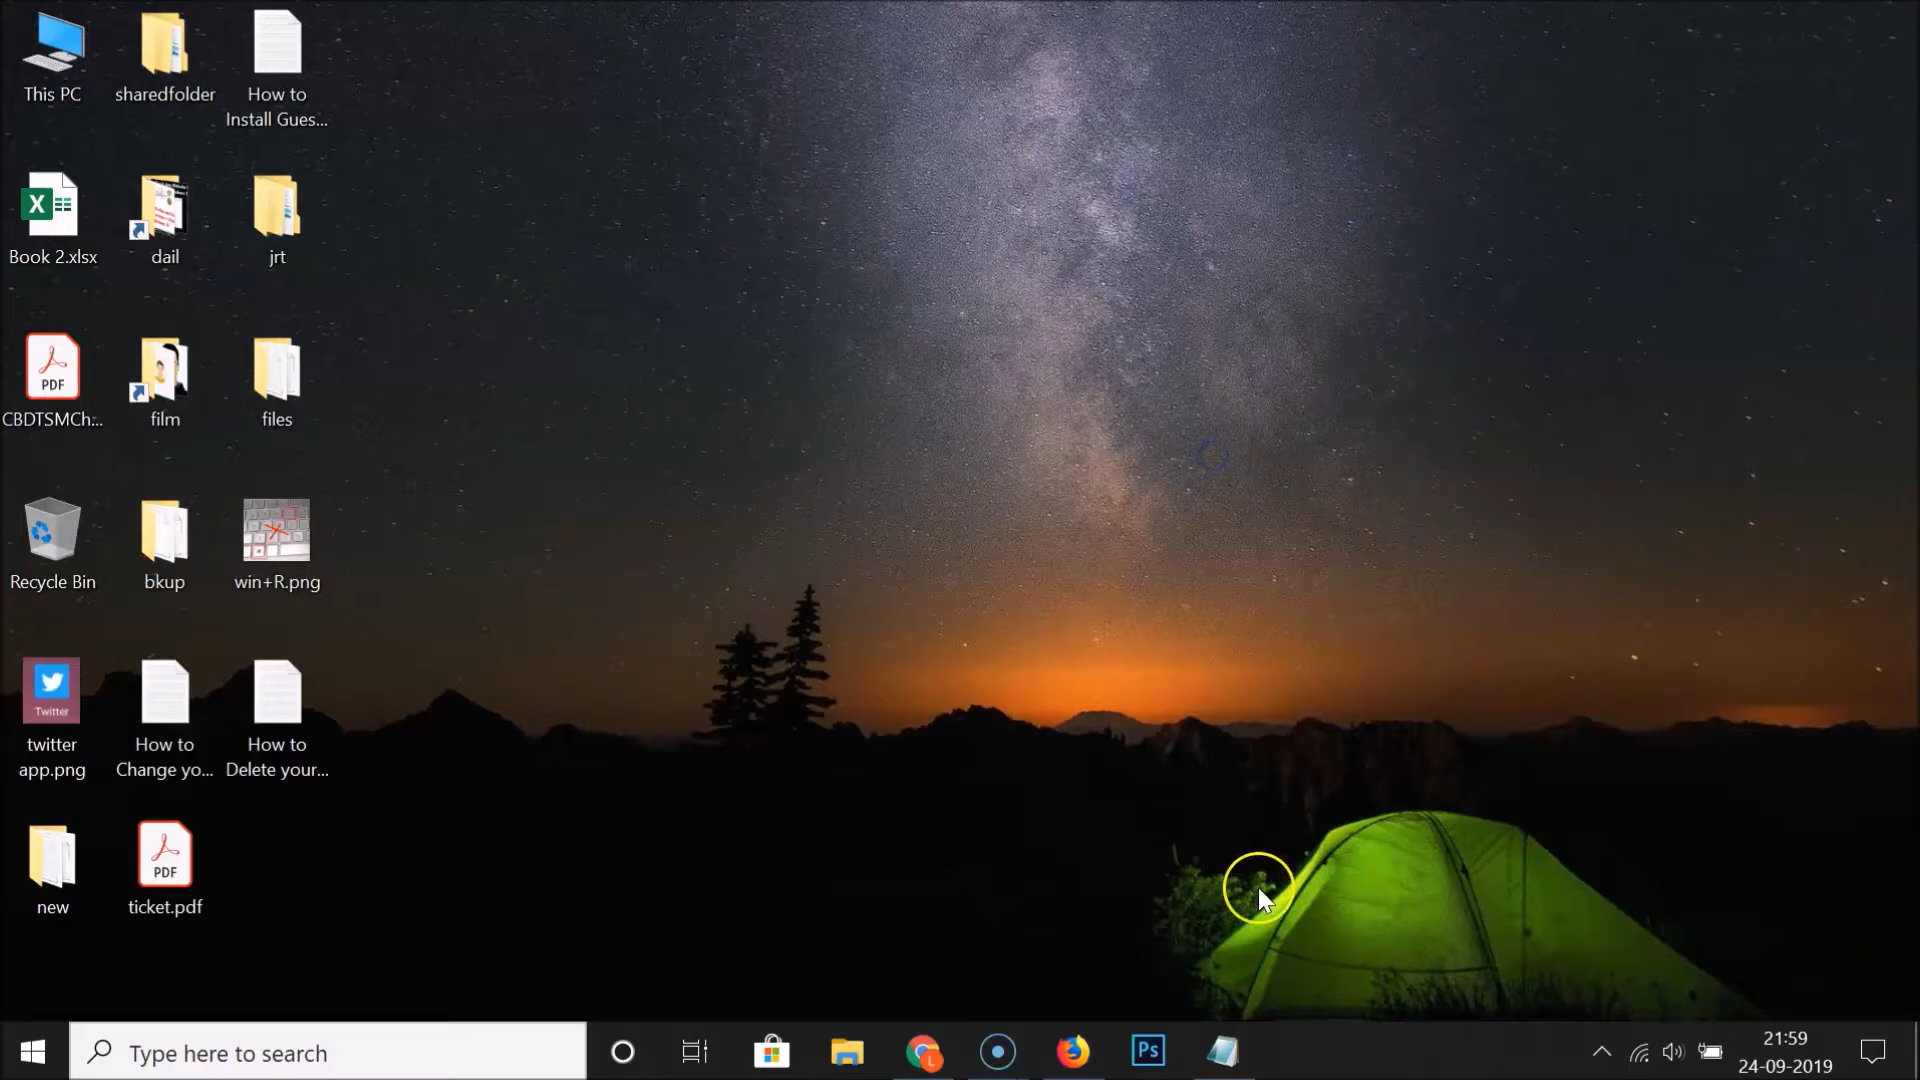 This PC
sharedfolder
How to
Install Gues...
Book 2.xlsx
dail
jrt
PDF
CBDTSMCh...
film
files
Recycle Bin
bkup
win+R.png
Twitter
twitter
app.png
How to
Change yo...
How to
Delete your...
new
PDF
ticket.pdf
Type here to search
L
Ps
21:59
24-09-2019